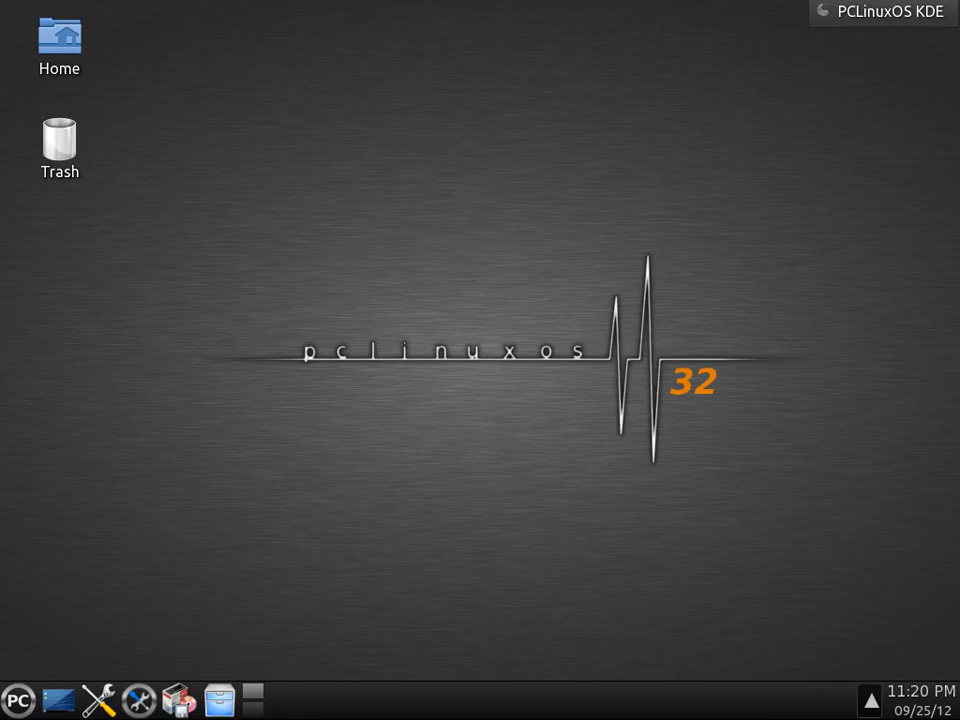 PCLinuxOS KDE
Home
Trash
pclinuxos
32
PC
11:20 PM
09/25/12